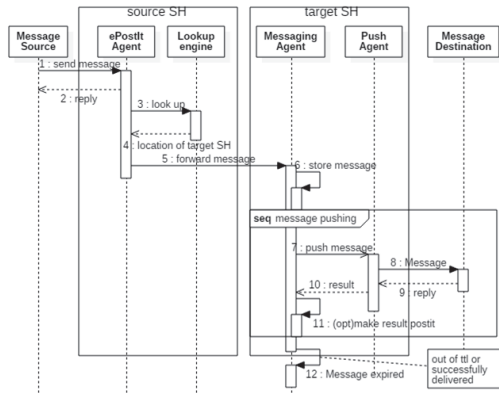 source SH
target SH
Message
Source
ePostIt
Agent
Lookup
engine
Messaging
Agent
Push
Agent
Message
Destination
1 : send message
2 : reply
3 : look up
4 : location of target SH
5 : forward message
6 : store message
seq message pushing
7 : push message
8 : Message
9 : reply
10 : result
11 : (opt)make result postit
12 : Message expired
out of ttl or
successfully
delivered